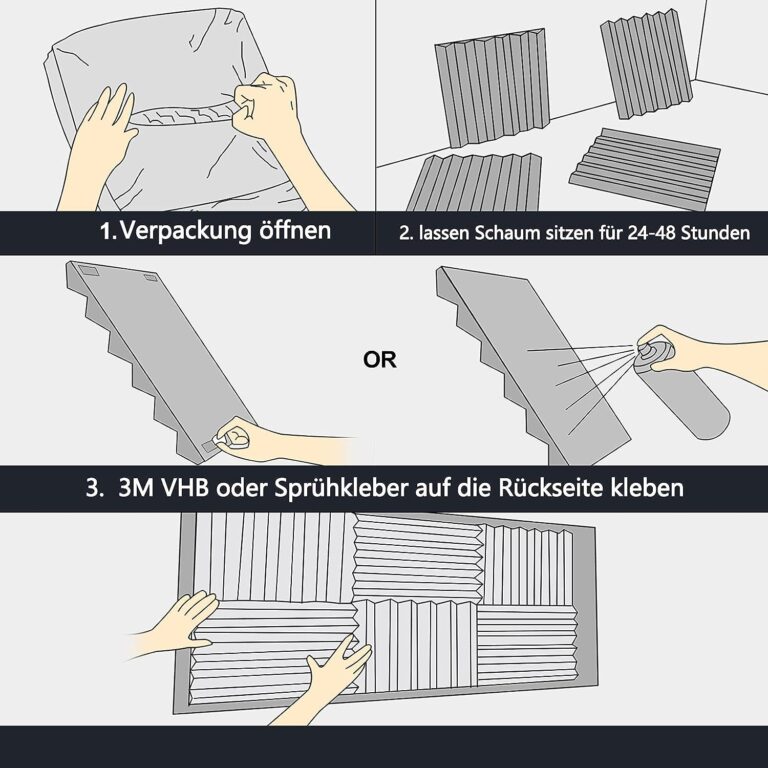 1.Verpackung öffnen
2. lassen Schaum sitzen für 24-48 Stunden
OR
3. 3M VHB oder Sprühkleber auf die Rückseite kleben